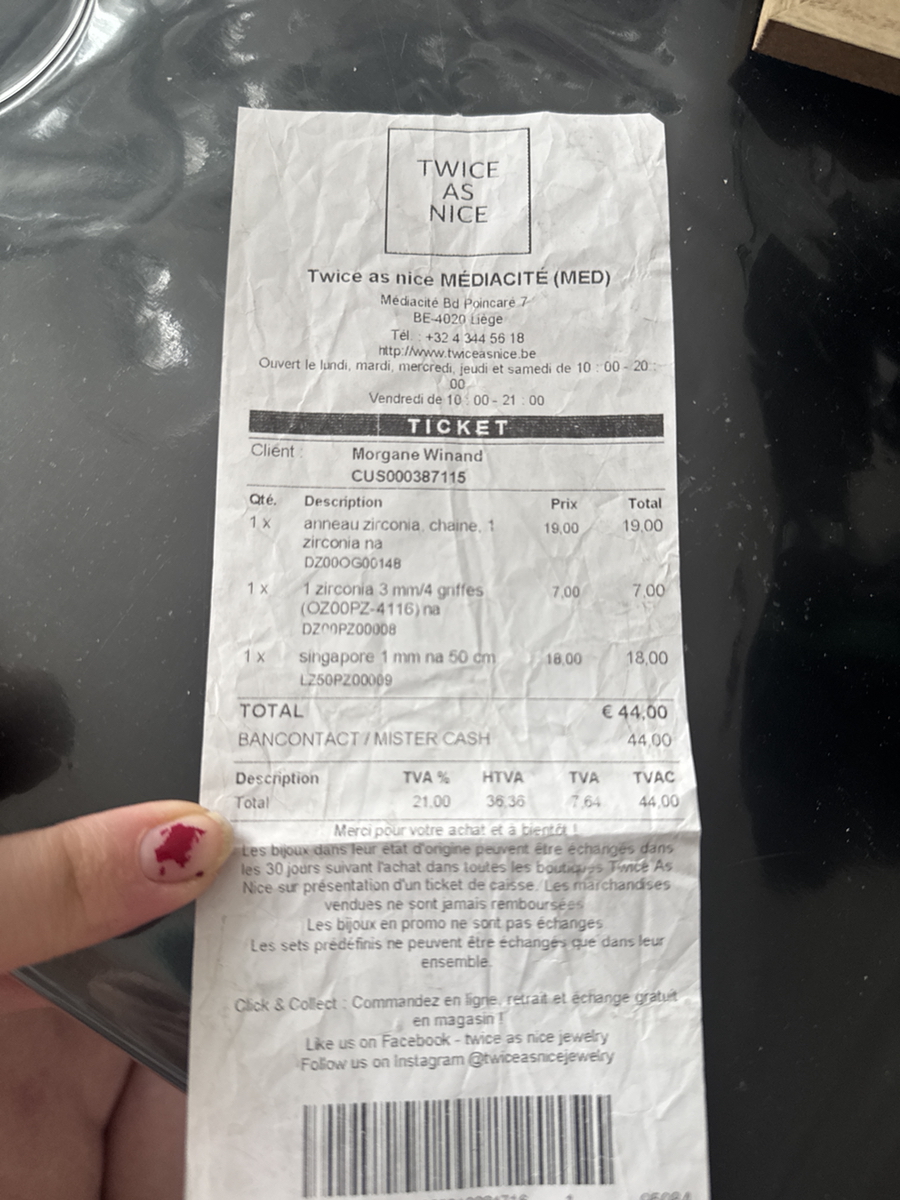 TWICE
AS
NICE
Twice as nice MÉDIACITÉ (MED)
Médiacité Bd Poincaré 7
BE-4020 Liège
Tél. : +32 4 344 56 18
http://www.twiceasnice.be
Ouvert le lundi, mardi, mercredi, jeudi et samedi de 10 : 00 - 20 :
00
Vendredi de 10 : 00 - 21 : 00
TICKET
Client : Morgane Winand
CUS000387115
Qté. Description Prix Total
1 x anneau zirconia, chaine, 1 19,00 19,00
zirconia na
DZ00OG00148
1 x 1 zirconia 3 mm/4 griffes 7,00 7,00
(OZ00PZ-4116) na
DZ00PZ00008
1 x singapore 1 mm na 50 cm 18,00 18,00
LZ50PZ00009
TOTAL € 44,00
BANCONTACT / MISTER CASH 44,00
Description TVA % HTVA TVA TVAC
Total 21.00 36,36 7,64 44,00
Merci pour votre achat et à bientôt !
Les bijoux dans leur état d'origine peuvent être échangés dans
les 30 jours suivant l'achat dans toutes les boutiques Twice As
Nice sur présentation d'un ticket de caisse. Les marchandises
vendues ne sont jamais remboursées
Les bijoux en promo ne sont pas échangés
Les sets prédéfinis ne peuvent être échangés que dans leur
ensemble.
Click & Collect : Commandez en ligne, retrait et échange gratuit
en magasin !
Like us on Facebook - twice as nice jewelry
Follow us on Instagram @twiceasnicejewelry